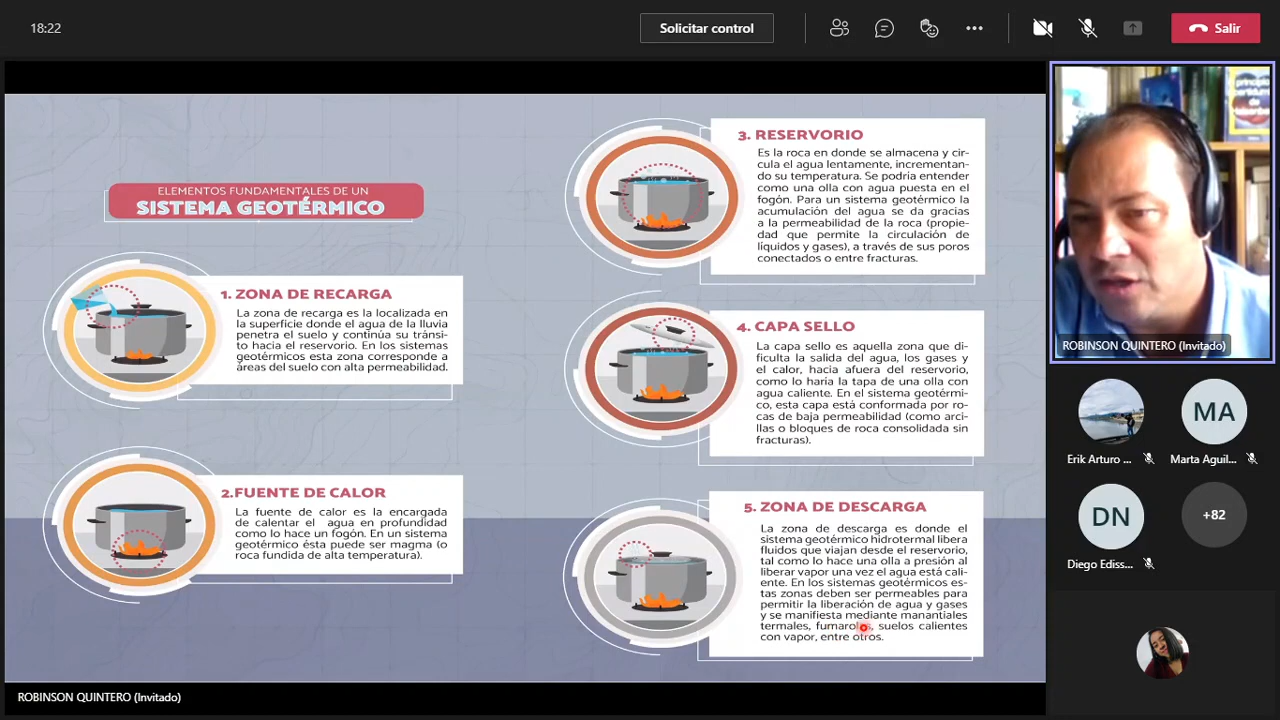 18:22
Solicitar control
Salir
ELEMENTOS FUNDAMENTALES DE UN
SISTEMA GEOTÉRMICO
1. ZONA DE RECARGA
La zona de recarga es la localizada en
la superficie donde el agua de la lluvia
penetra el suelo y continúa su tránsi-
to hacia el reservorio. En los sistemas
geotérmicos esta zona corresponde a
áreas del suelo con alta permeabilidad.
2.FUENTE DE CALOR
La fuente de calor es la encargada
de calentar el agua en profundidad
como lo hace un fogón. En un sistema
geotérmico ésta puede ser magma (o
roca fundida de alta temperatura).
3. RESERVORIO
Es la roca en donde se almacena y cir-
cula el agua lentamente, incrementan-
do su temperatura. Se podría entender
como una olla con agua puesta en el
fogón. Para un sistema geotérmico la
acumulación del agua se da gracias
a la permeabilidad de la roca (propie-
dad que permite la circulación de
líquidos y gases), a través de sus poros
conectados o entre fracturas.
4. CAPA SELLO
La capa sello es aquella zona que di-
ficulta la salida del agua, los gases y
el calor, hacia afuera del reservorio,
como lo haría la tapa de una olla con
agua caliente. En el sistema geotérmi-
co, esta capa está conformada por ro-
cas de baja permeabilidad (como arci-
llas o bloques de roca consolidada sin
fracturas).
5. ZONA DE DESCARGA
La zona de descarga es donde el
sistema geotérmico hidrotermal libera
fluidos que viajan desde el reservorio,
tal como lo hace una olla a presión al
liberar vapor una vez el agua está cali-
ente. En los sistemas geotérmicos es-
tas zonas deben ser permeables para
permitir la liberación de agua y gases
y se manifiesta mediante manantiales
termales, fumarolas, suelos calientes
con vapor, entre otros.
ROBINSON QUINTERO (Invitado)
ROBINSON QUINTERO (Invitado)
Erik Arturo ...
MA
Marta Aguil...
DN
Diego Ediss...
+82